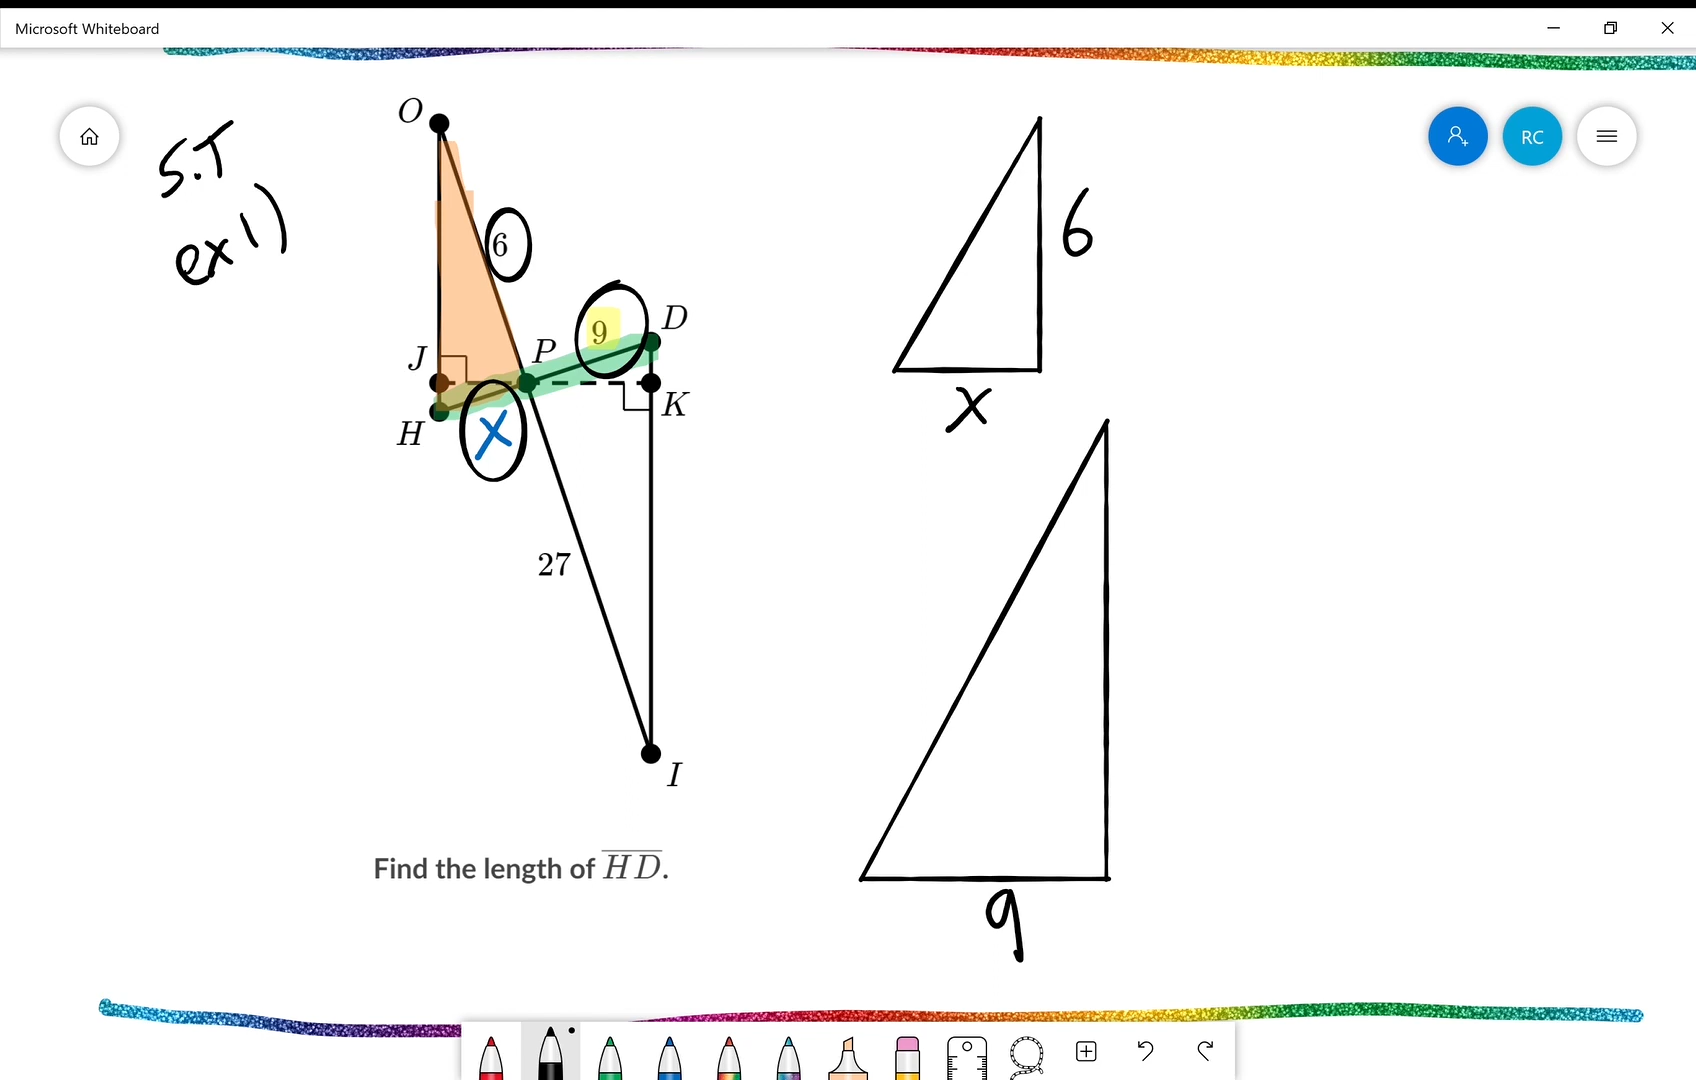 Microsoft Whiteboard
RC
S.T
ex 1)
O
6
9
D
J
P
K
H
X
27
I
6
X
9
Find the length of HD.